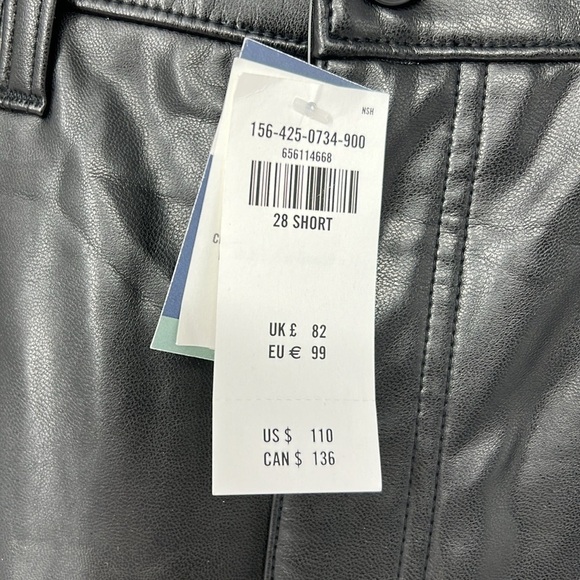 NSH
156-425-0734-900
656114668
28 SHORT
UK £ 82
EU € 99
US $ 110
CAN $ 136